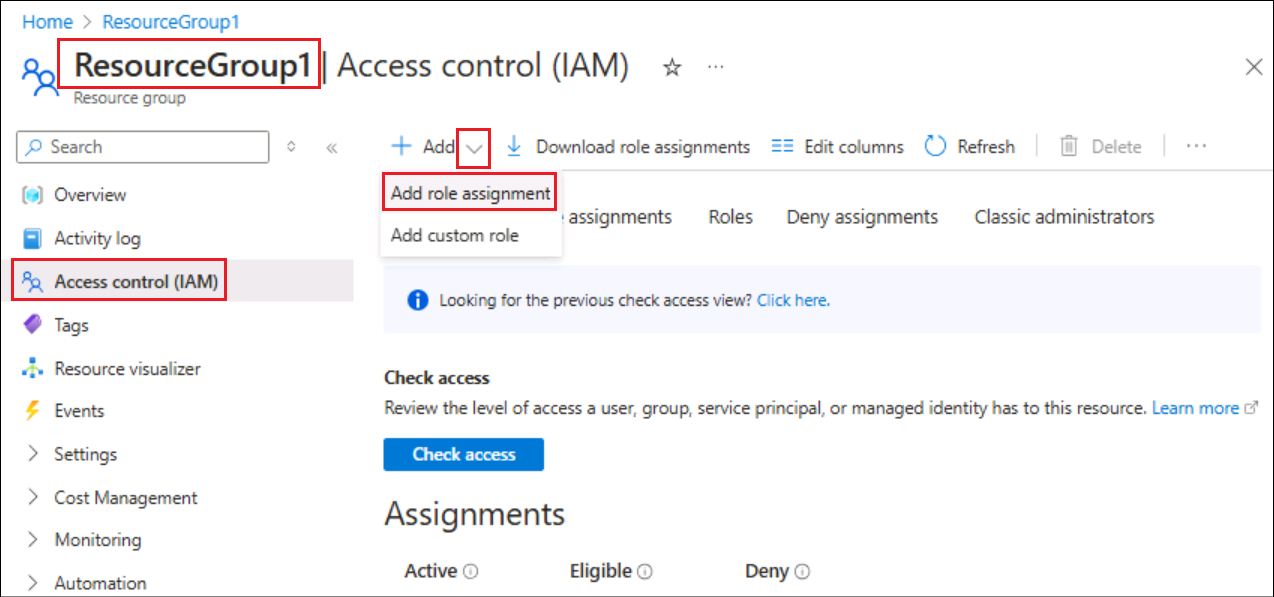 Home > ResourceGroup1
ResourceGroup1 | Access control (IAM) ...
Resource group
Search
Add
Download role assignments
Edit columns
Refresh
Delete
...
Add role assignment
Add custom role
assignments
Roles
Deny assignments
Classic administrators
Overview
Activity log
Access control (IAM)
Tags
Resource visualizer
Events
Settings
Cost Management
Monitoring
Automation
Looking for the previous check access view? Click here.
Check access
Review the level of access a user, group, service principal, or managed identity has to this resource. Learn more
Check access
Assignments
Active
Eligible
Deny